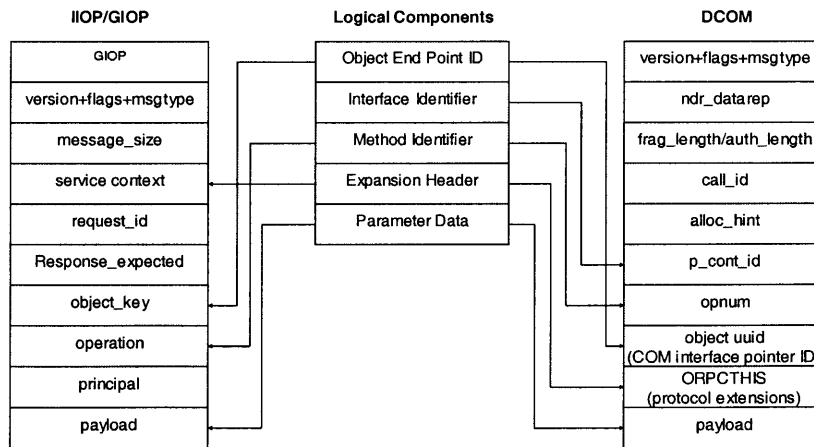 IIOP/GIOP
GIOP
version+flags+msgtype
message_size
service context
request_id
Response_expected
object_key
operation
principal
payload
Logical Components
Object End Point ID
Interface Identifier
Method Identifier
Expansion Header
Parameter Data
DCOM
version+flags+msgtype
ndr_datarep
frag_length/auth_length
call_id
alloc_hint
p_cont_id
opnum
object uuid
(COM interface pointer ID
ORPCTHIS
(protocol extensions)
payload